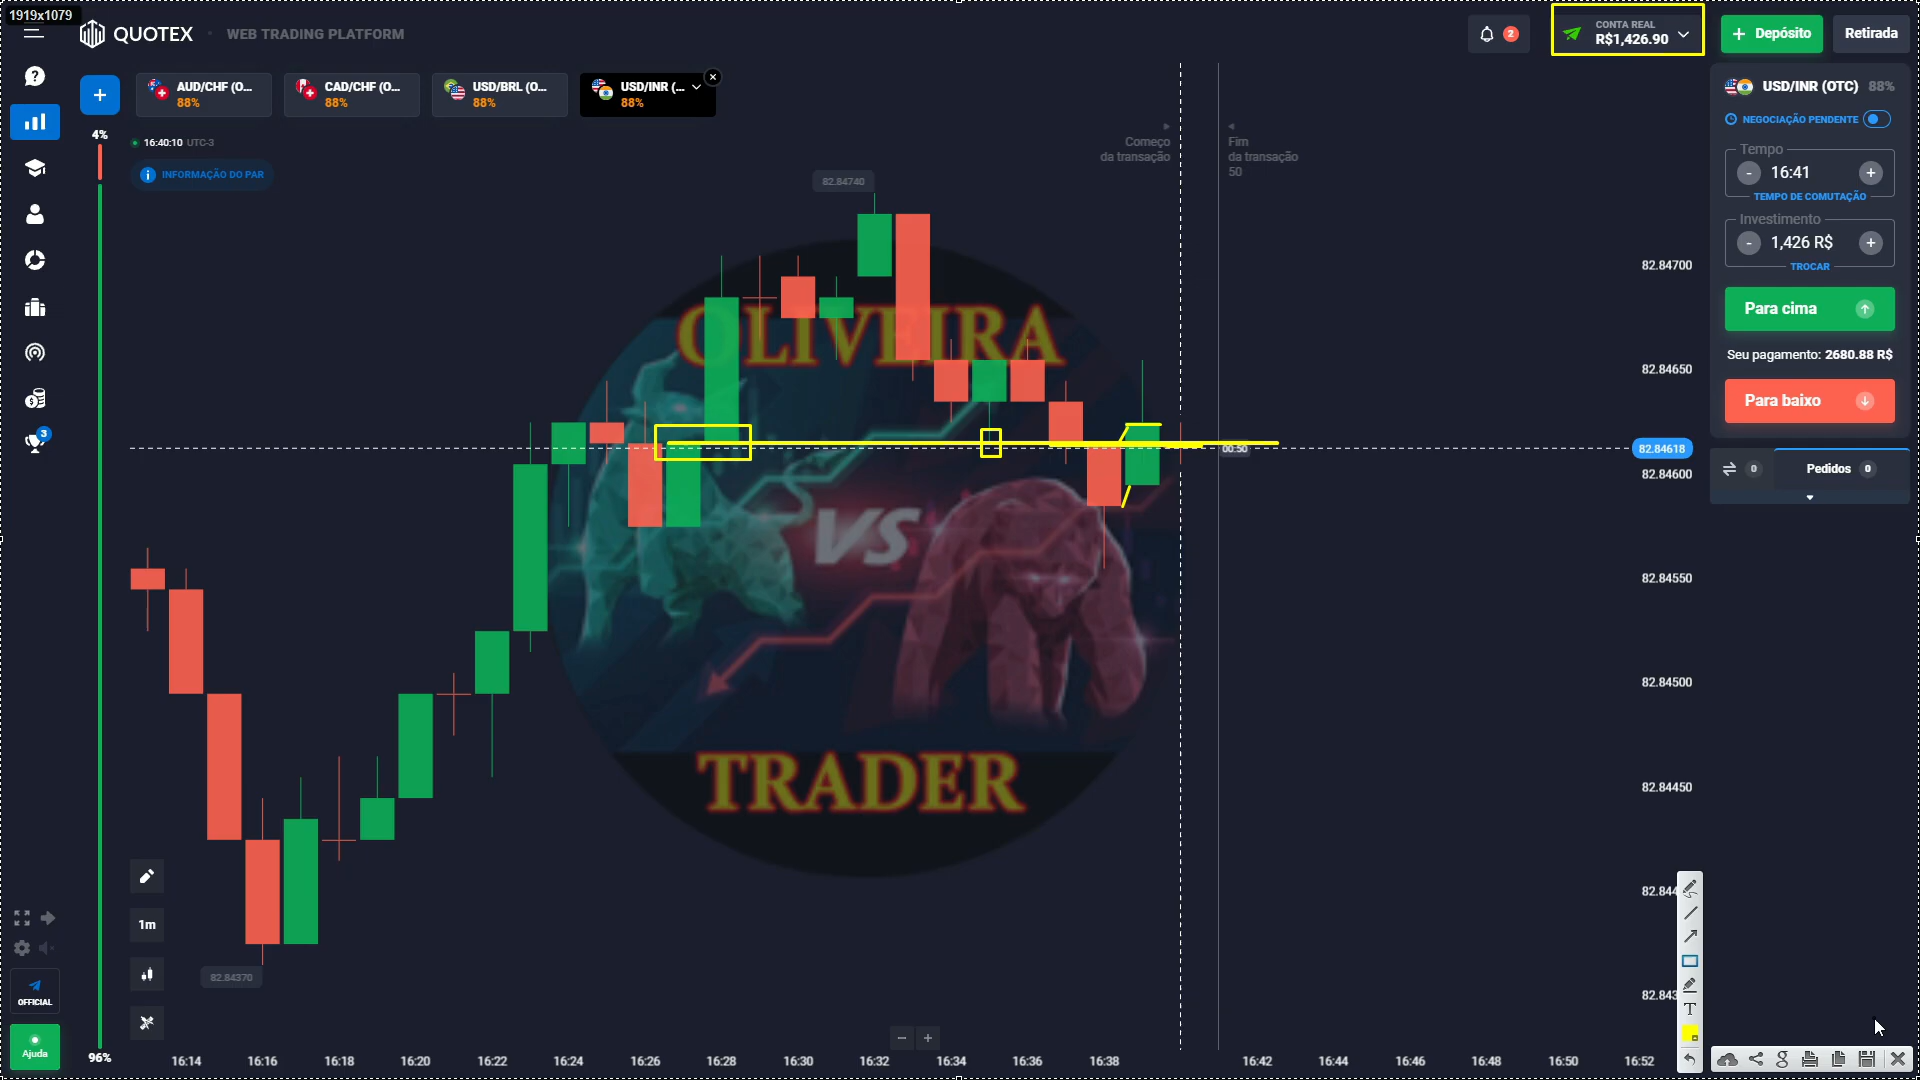 1919x1079
QUOTEX
WEB TRADING PLATFORM
2
CONTA REAL
R$1,426.90
+ Depósito
Retirada
+
AUD/CHF (O...
88%
CAD/CHF (O...
88%
USD/BRL (O...
88%
USD/INR (...
88%
4%
16:40:10 UTC-3
INFORMAÇÃO DO PAR
Começo
da transação
Fim
da transação
50
82.84740
USD/INR (OTC) 88%
NEGOCIAÇÃO PENDENTE
Tempo
- 16:41 +
TEMPO DE COMUTAÇÃO
Investimento
- 1,426 R$ +
TROCAR
Para cima
Seu pagamento: 2680.88 R$
Para baixo
0
Pedidos 0
82.84700
82.84650
82.84618
82.84600
82.84550
82.84500
82.84450
82.844
82.843
00:50
OLIVEIRA
VS
TRADER
3
1m
82.84370
OFFICIAL
Ajuda
96%
− +
16:14 16:16 16:18 16:20 16:22 16:24 16:26 16:28 16:30 16:32 16:34 16:36 16:38 16:42 16:44 16:46 16:48 16:50 16:52
T
g